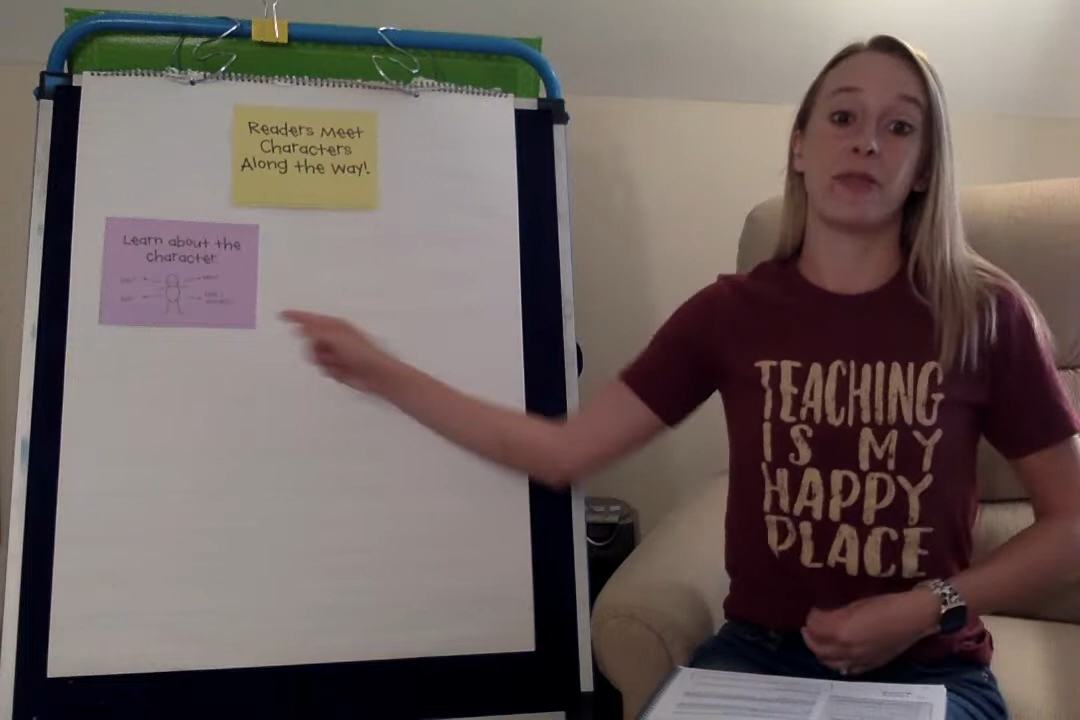 Readers Meet
Characters
Along the way!
Learn about the
character
TEACHING
IS MY
HAPPY
PLACE